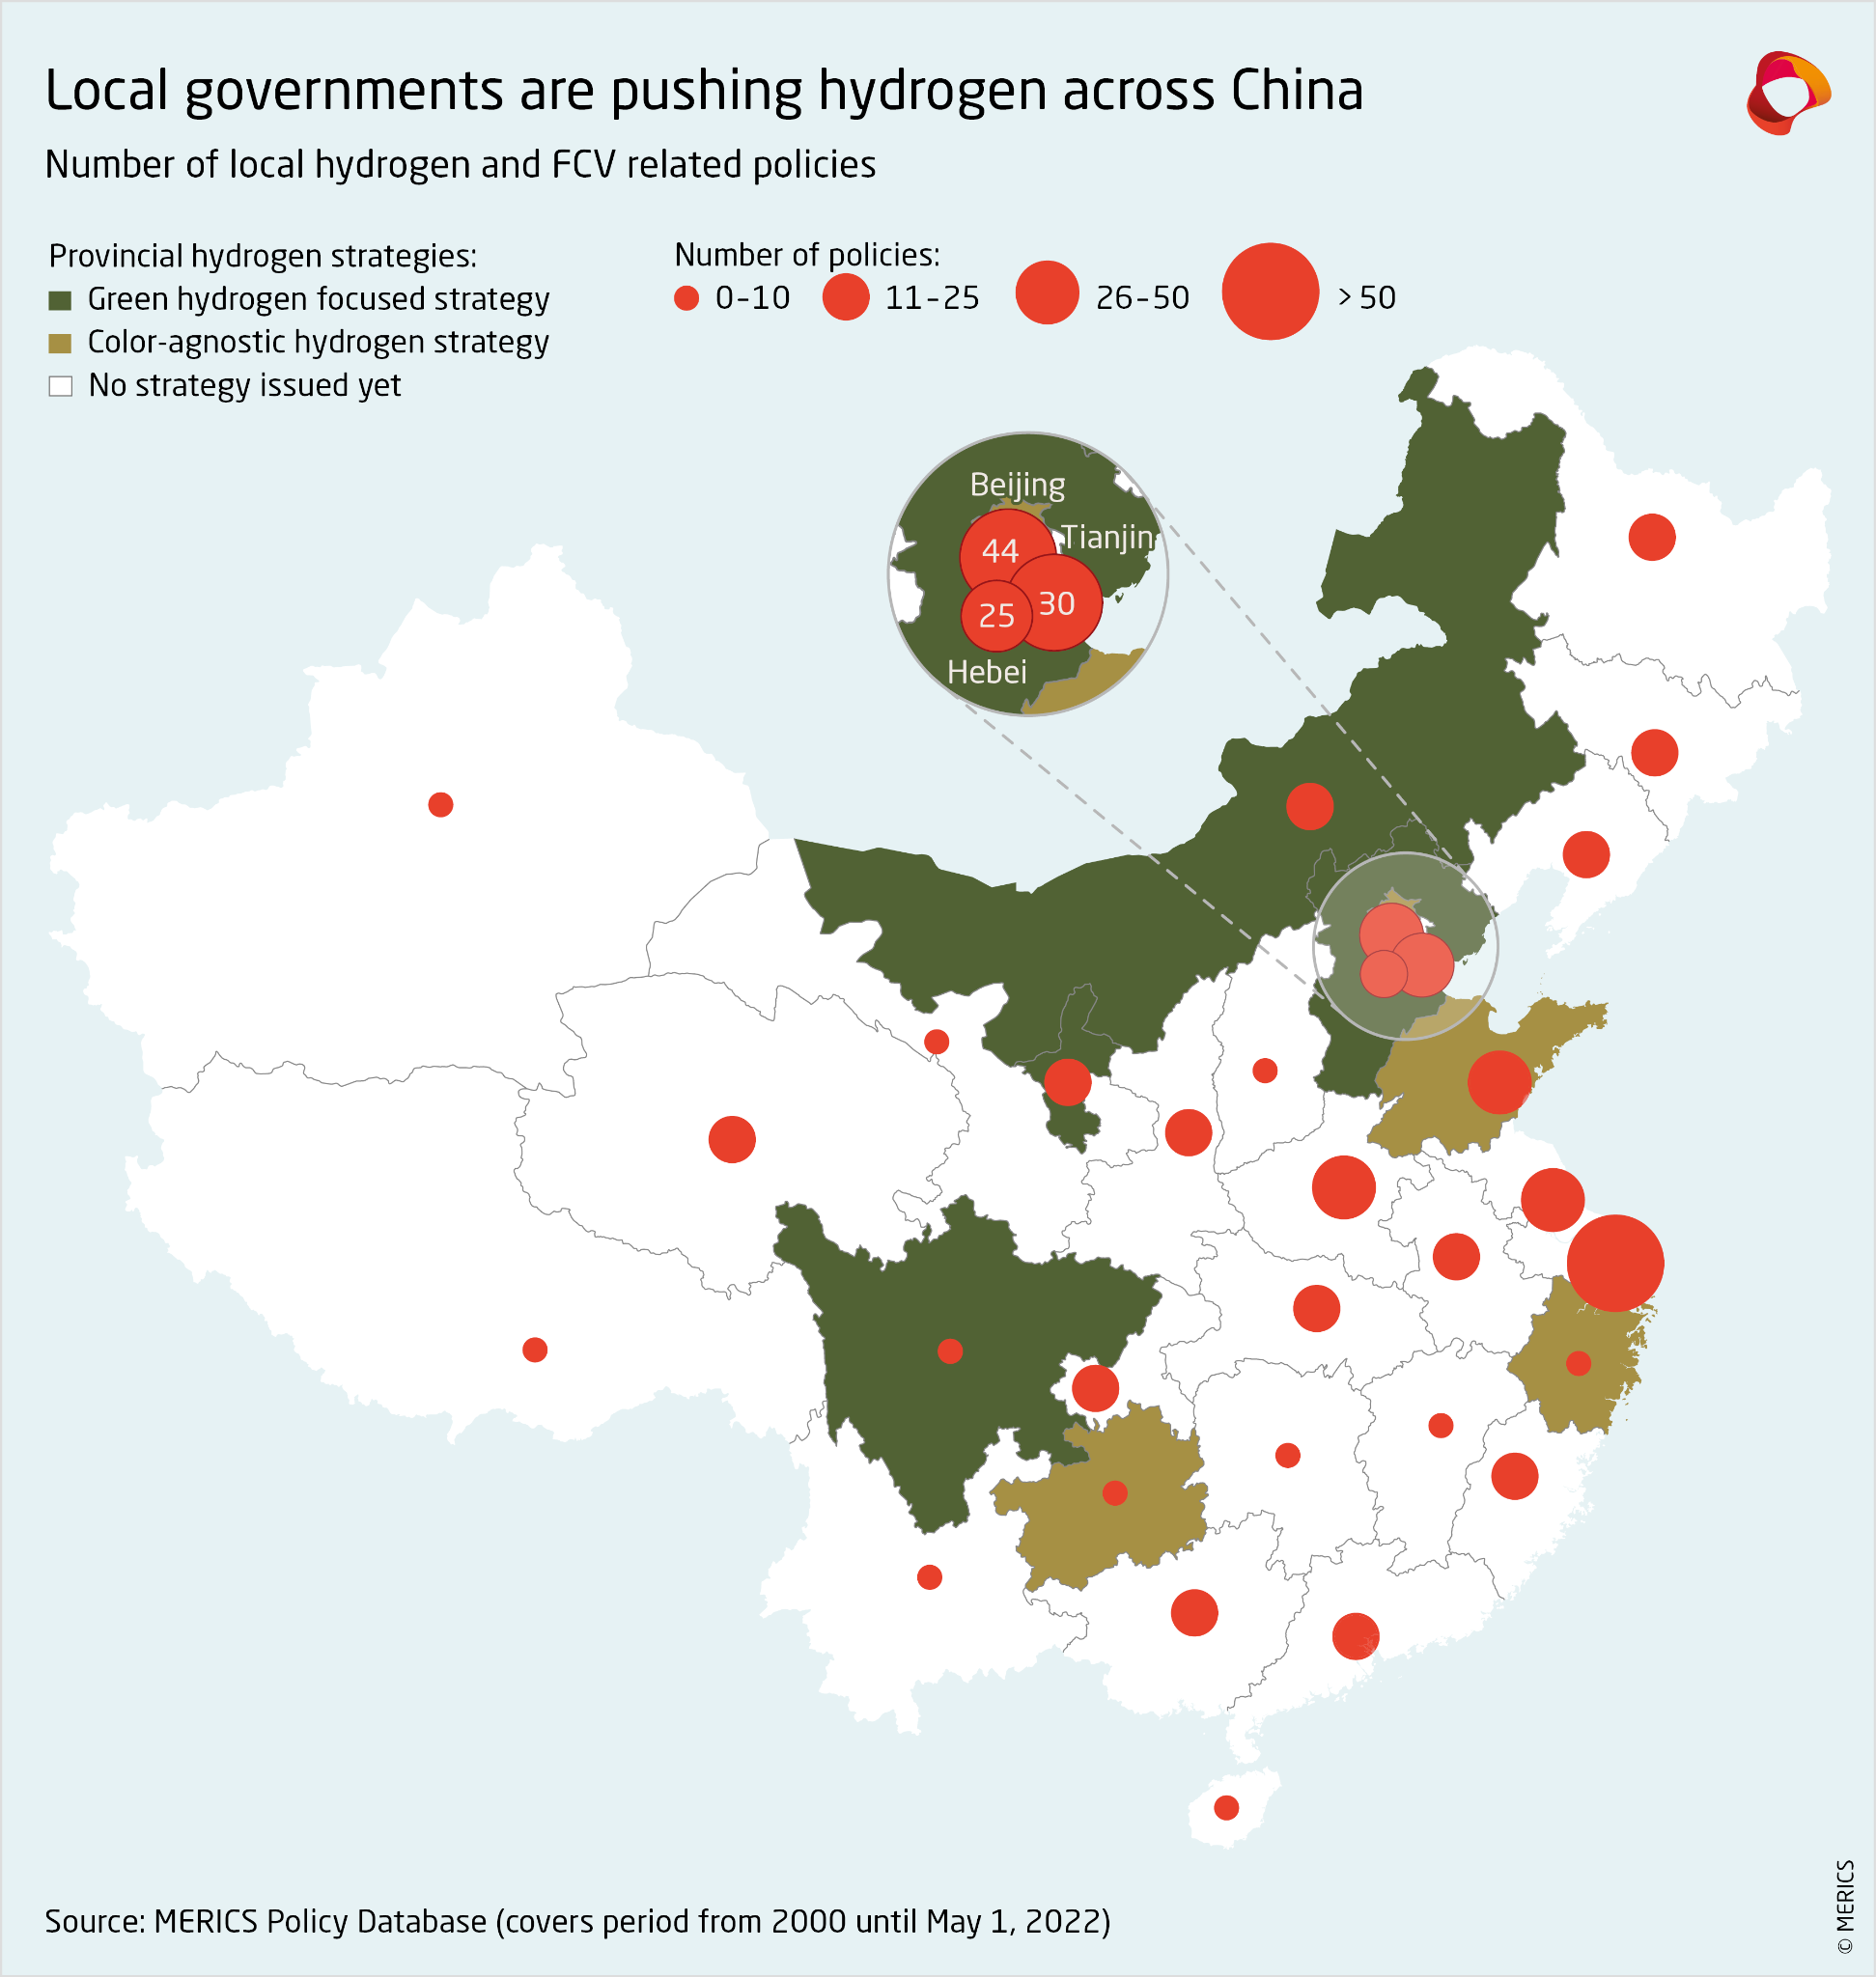 Local governments are pushing hydrogen across China
Number of local hydrogen and FCV related policies
Provincial hydrogen strategies:
Green hydrogen focused strategy
Color-agnostic hydrogen strategy
No strategy issued yet
Number of policies:
0-10
11-25
26-50
> 50
Beijing
Tianjin
44
30
25
Hebei
Source: MERICS Policy Database (covers period from 2000 until May 1, 2022)
© MERICS